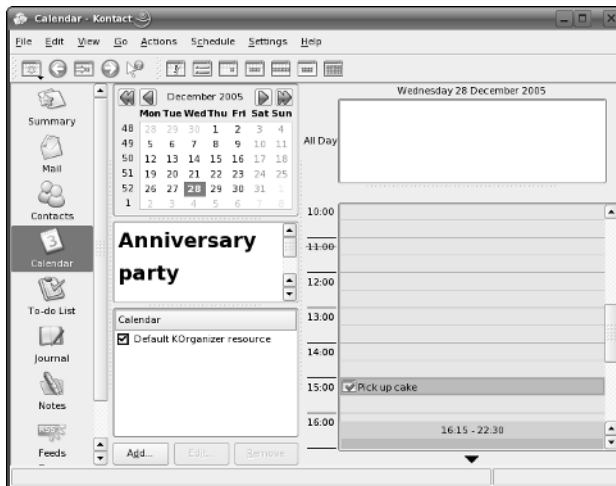 Calendar - Kontact
File Edit View Go Actions Schedule Settings Help
Summary
Mail
Contacts
3
Calendar
To-do List
Journal
Notes
RSS
Feeds
December 2005
Mon Tue Wed Thu Fri Sat Sun
48 28 29 30 1 2 3 4
49 5 6 7 8 9 10 11
50 12 13 14 15 16 17 18
51 19 20 21 22 23 24 25
52 26 27 28 29 30 31 1
1 2 3 4 5 6 7 8
Anniversary
party
Calendar
Default KOrganizer resource
Add... Edit... Remove
Wednesday 28 December 2005
All Day
10:00
11:00
12:00
13:00
14:00
15:00 Pick up cake
16:00
16:15 - 22:30